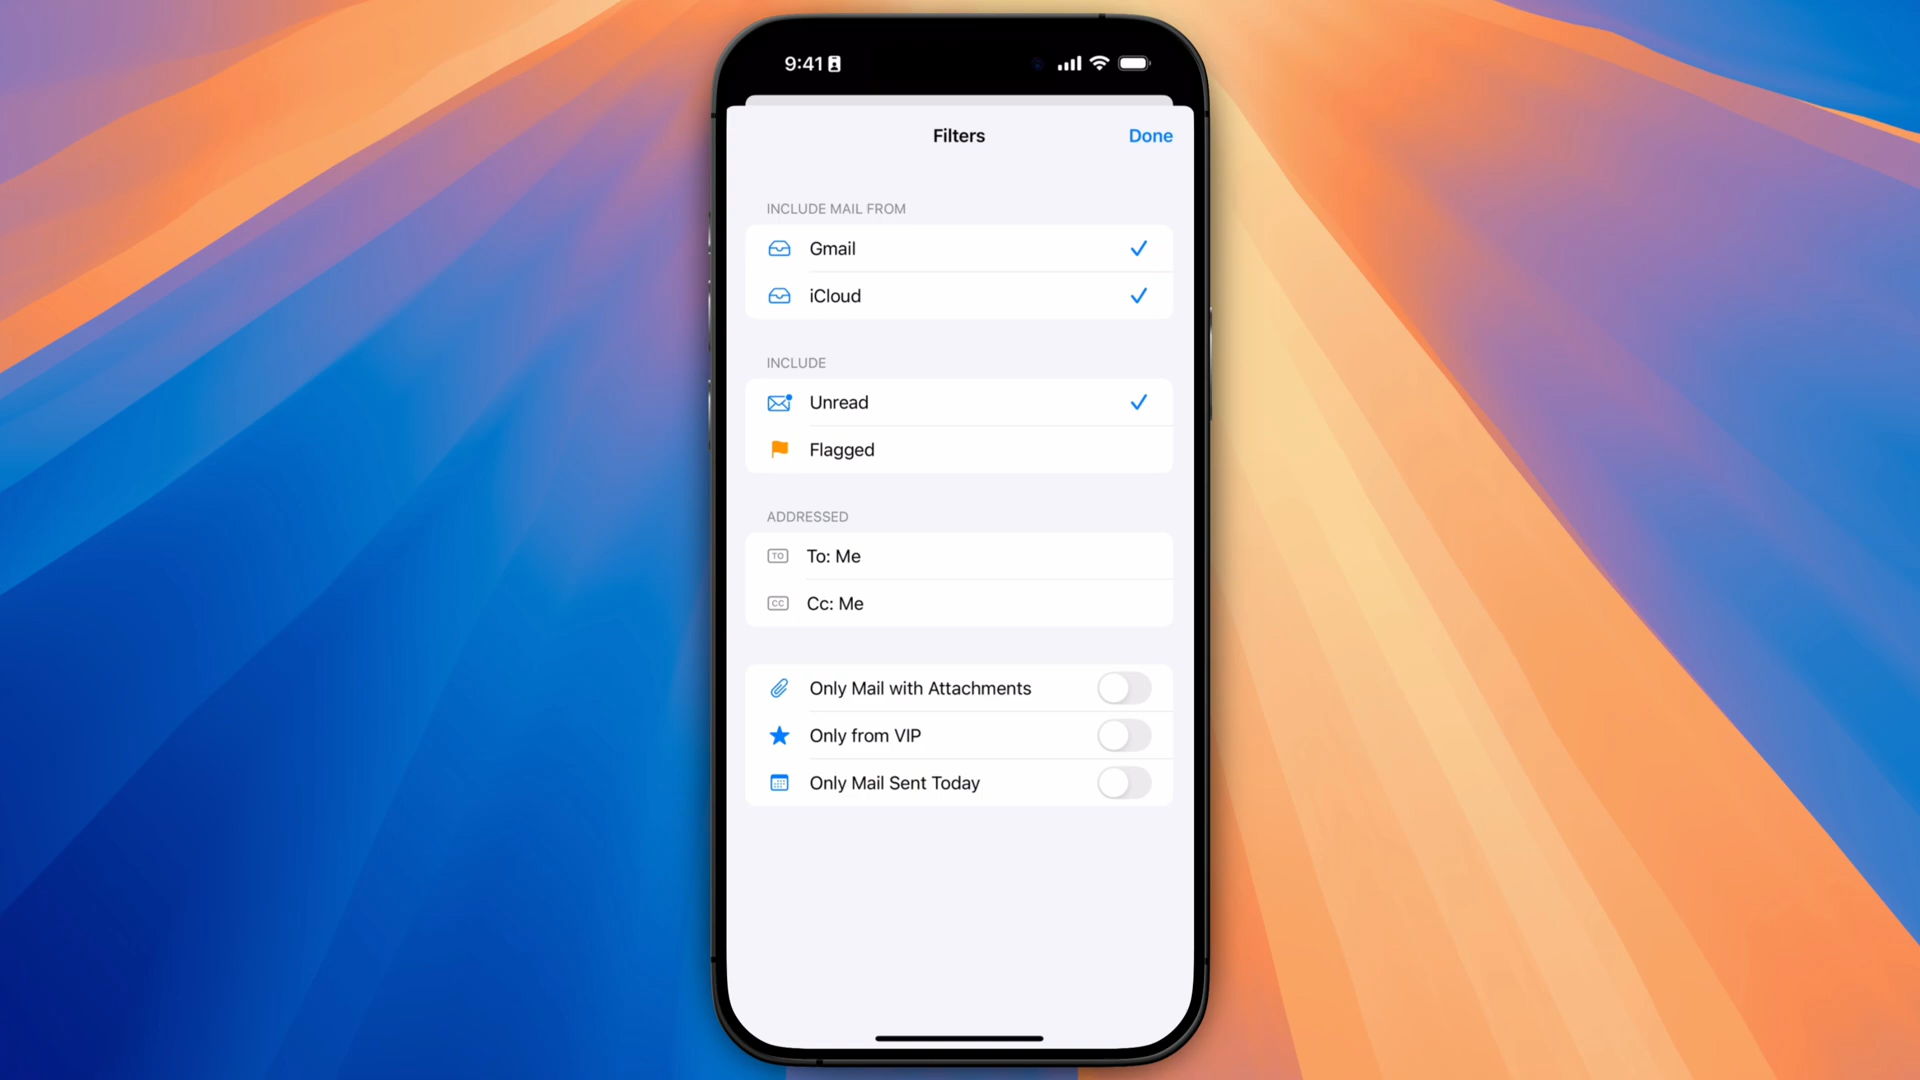 9:41
Filters
Done
INCLUDE MAIL FROM
Gmail
iCloud
INCLUDE
Unread
Flagged
ADDRESSED
TO To: Me
CC Cc: Me
Only Mail with Attachments
Only from VIP
Only Mail Sent Today